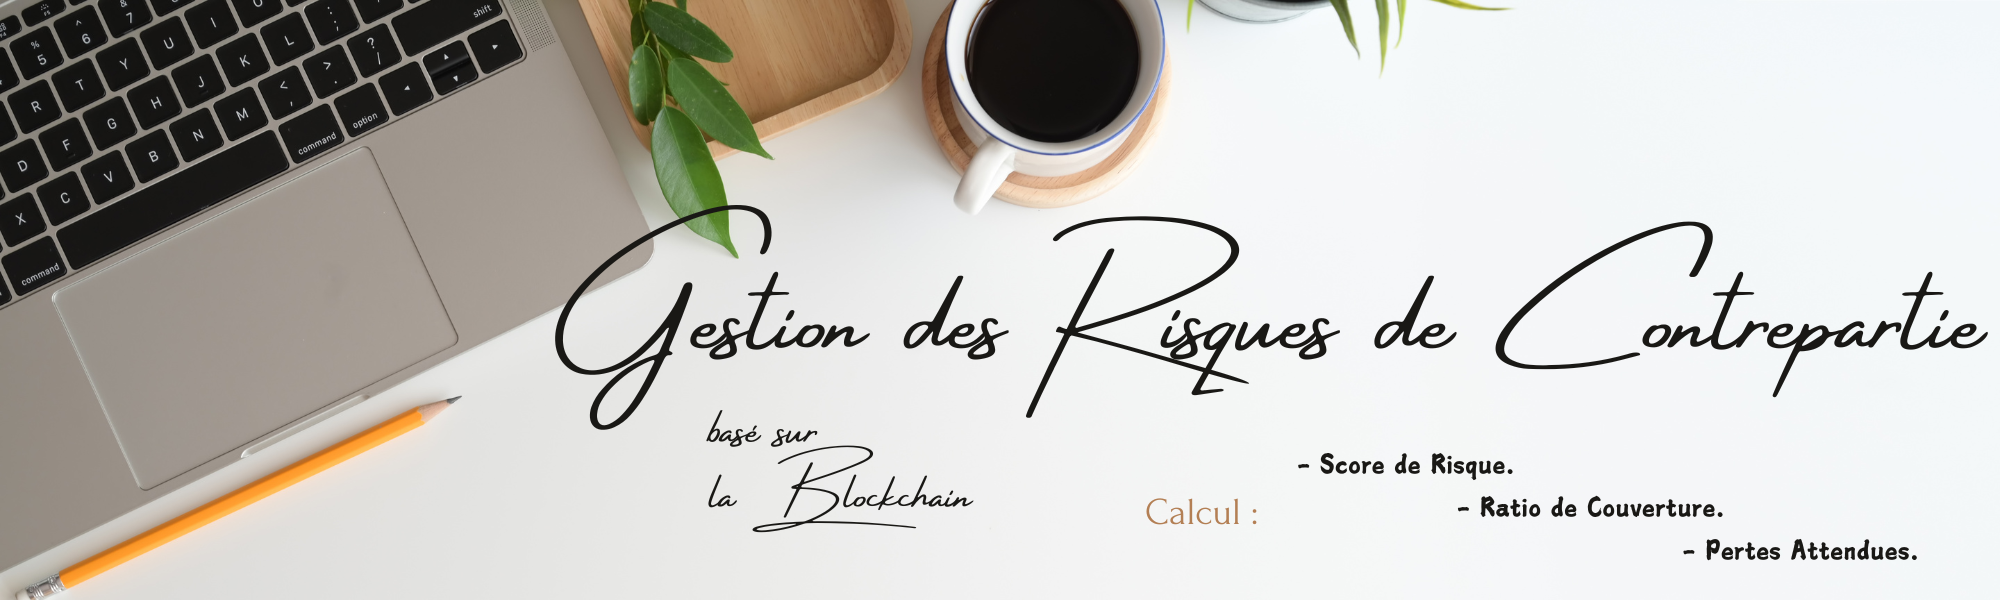 Gestion des Risques de Contrepartie
basé sur
la Blockchain
Calcul :
- Score de Risque.
- Ratio de Couverture.
- Pertes Attendues.
shift
command
option
command